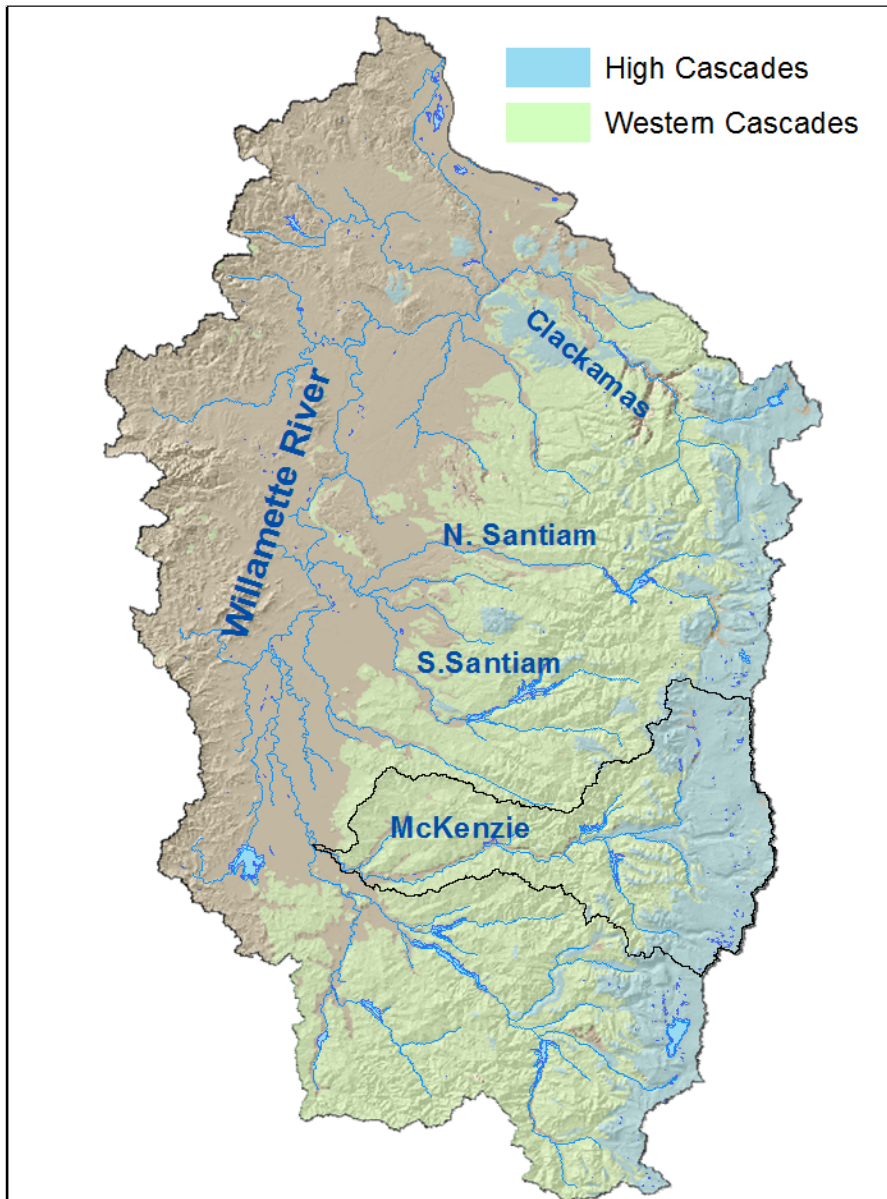 High Cascades
Western Cascades
Clackamas
Willamette River
N. Santiam
S.Santiam
McKenzie